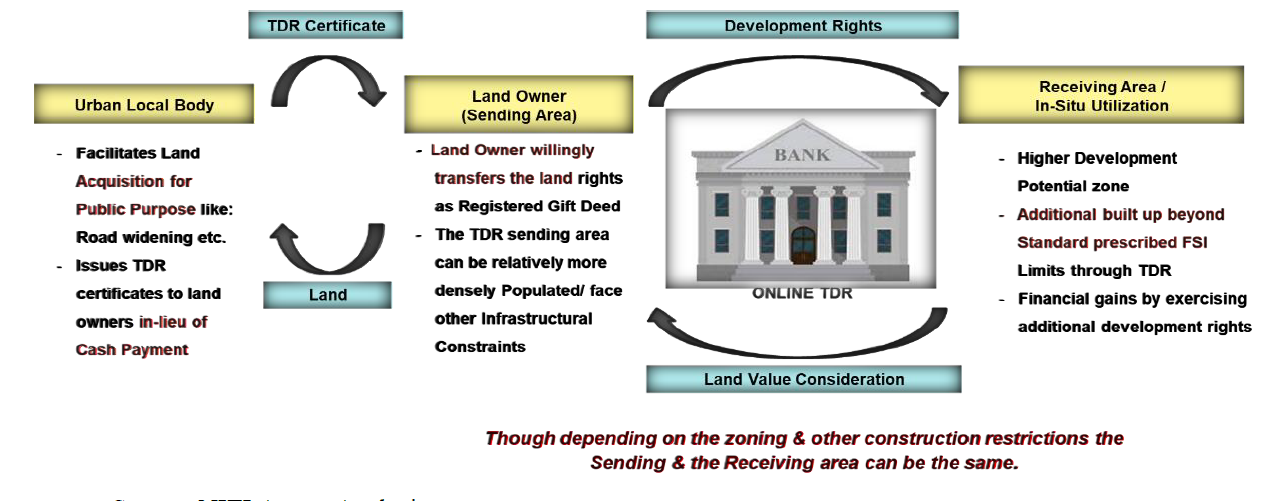 TDR Certificate
Development Rights
Urban Local Body
Land Owner
(Sending Area)
Receiving Area /
In-Situ Utilization
- Facilitates Land
Acquisition for
Public Purpose like:
Road widening etc.
- Issues TDR
certificates to land
owners in-lieu of
Cash Payment
Land
- Land Owner willingly
transfers the land rights
as Registered Gift Deed
- The TDR sending area
can be relatively more
densely Populated/ face
other Infrastructural
Constraints
BANK
ONLINE TDR
Land Value Consideration
- Higher Development
Potential zone
- Additional built up beyond
Standard prescribed FSI
Limits through TDR
- Financial gains by exercising
additional development rights
Though depending on the zoning & other construction restrictions the
Sending & the Receiving area can be the same.